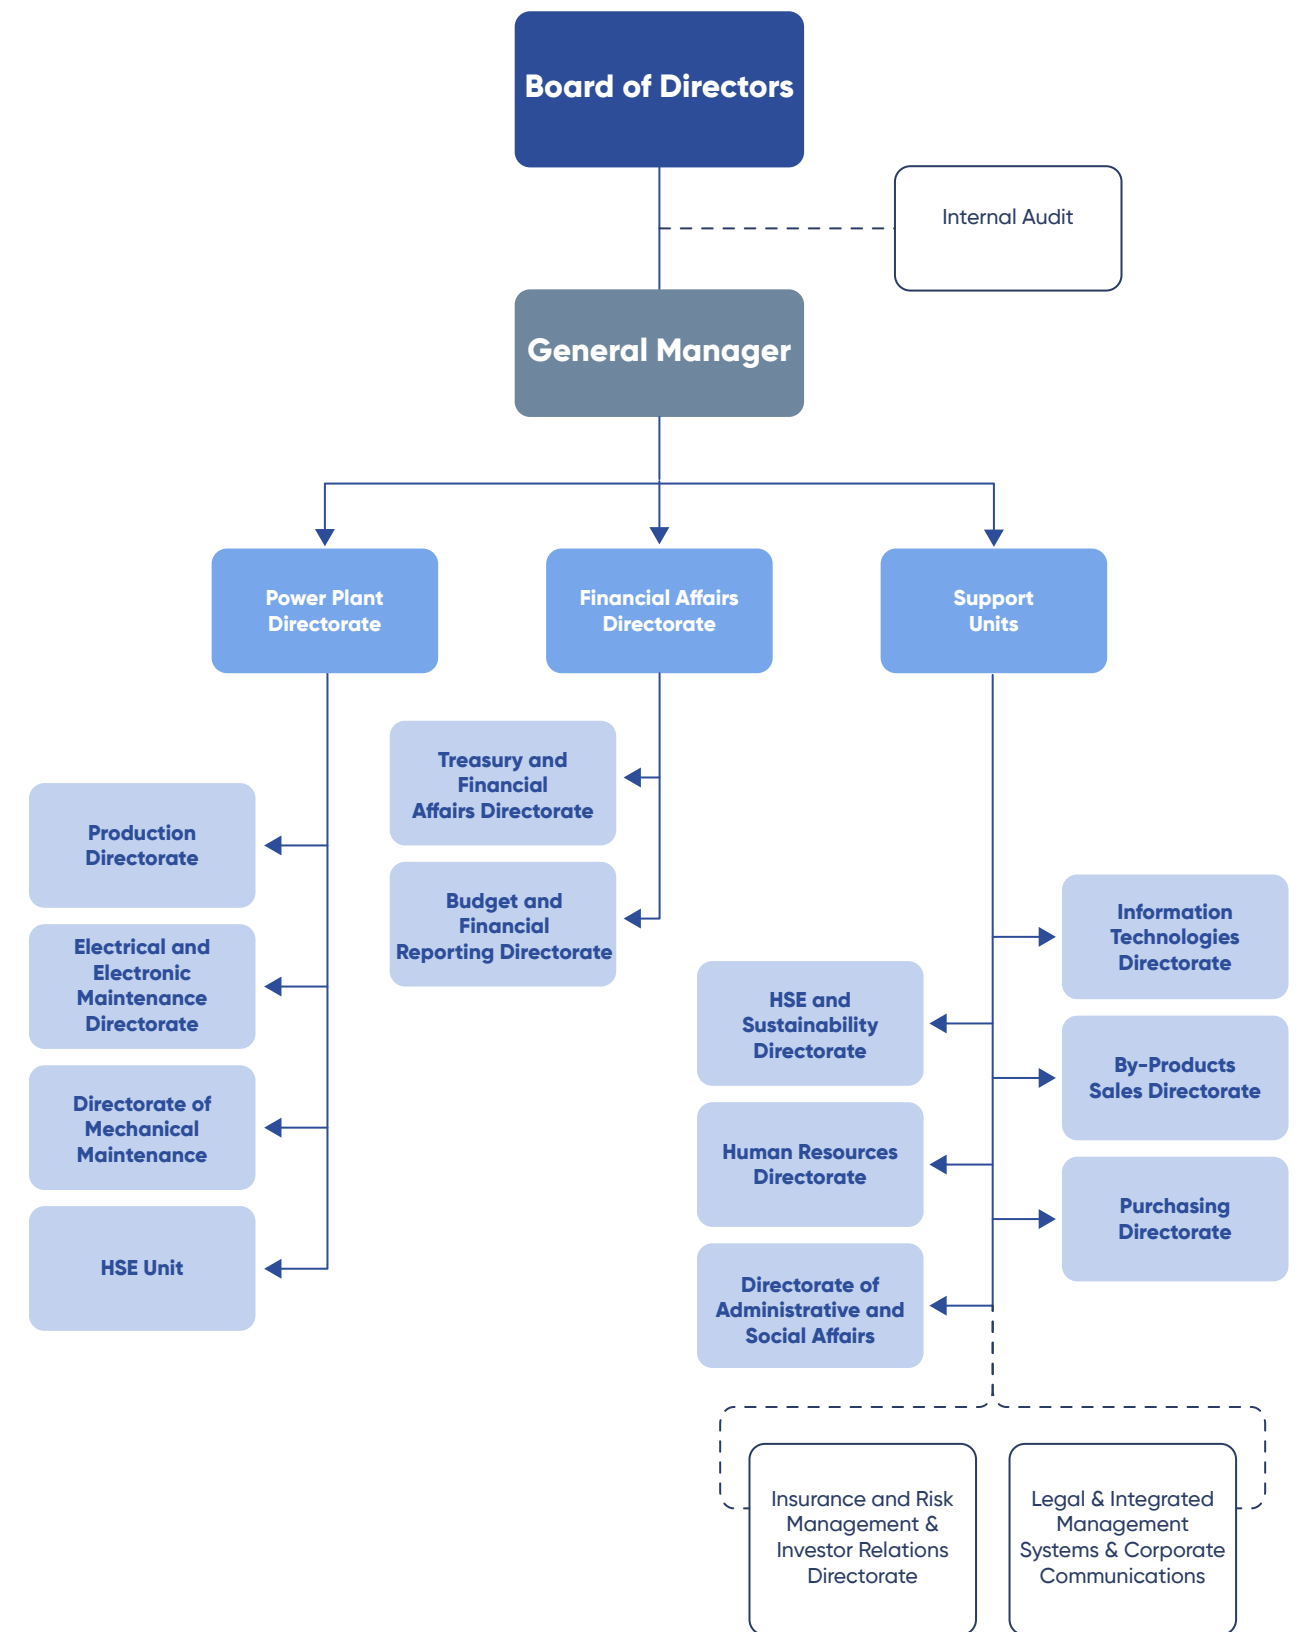 Board of Directors
Internal Audit
General Manager
Power Plant
Directorate
Financial Affairs
Directorate
Support
Units
Production
Directorate
Electrical and
Electronic
Maintenance
Directorate
Directorate of
Mechanical
Maintenance
HSE Unit
Treasury and
Financial
Affairs Directorate
Budget and
Financial
Reporting Directorate
HSE and
Sustainability
Directorate
Human Resources
Directorate
Directorate of
Administrative and
Social Affairs
Information
Technologies
Directorate
By-Products
Sales Directorate
Purchasing
Directorate
Insurance and Risk
Management &
Investor Relations
Directorate
Legal & Integrated
Management
Systems & Corporate
Communications